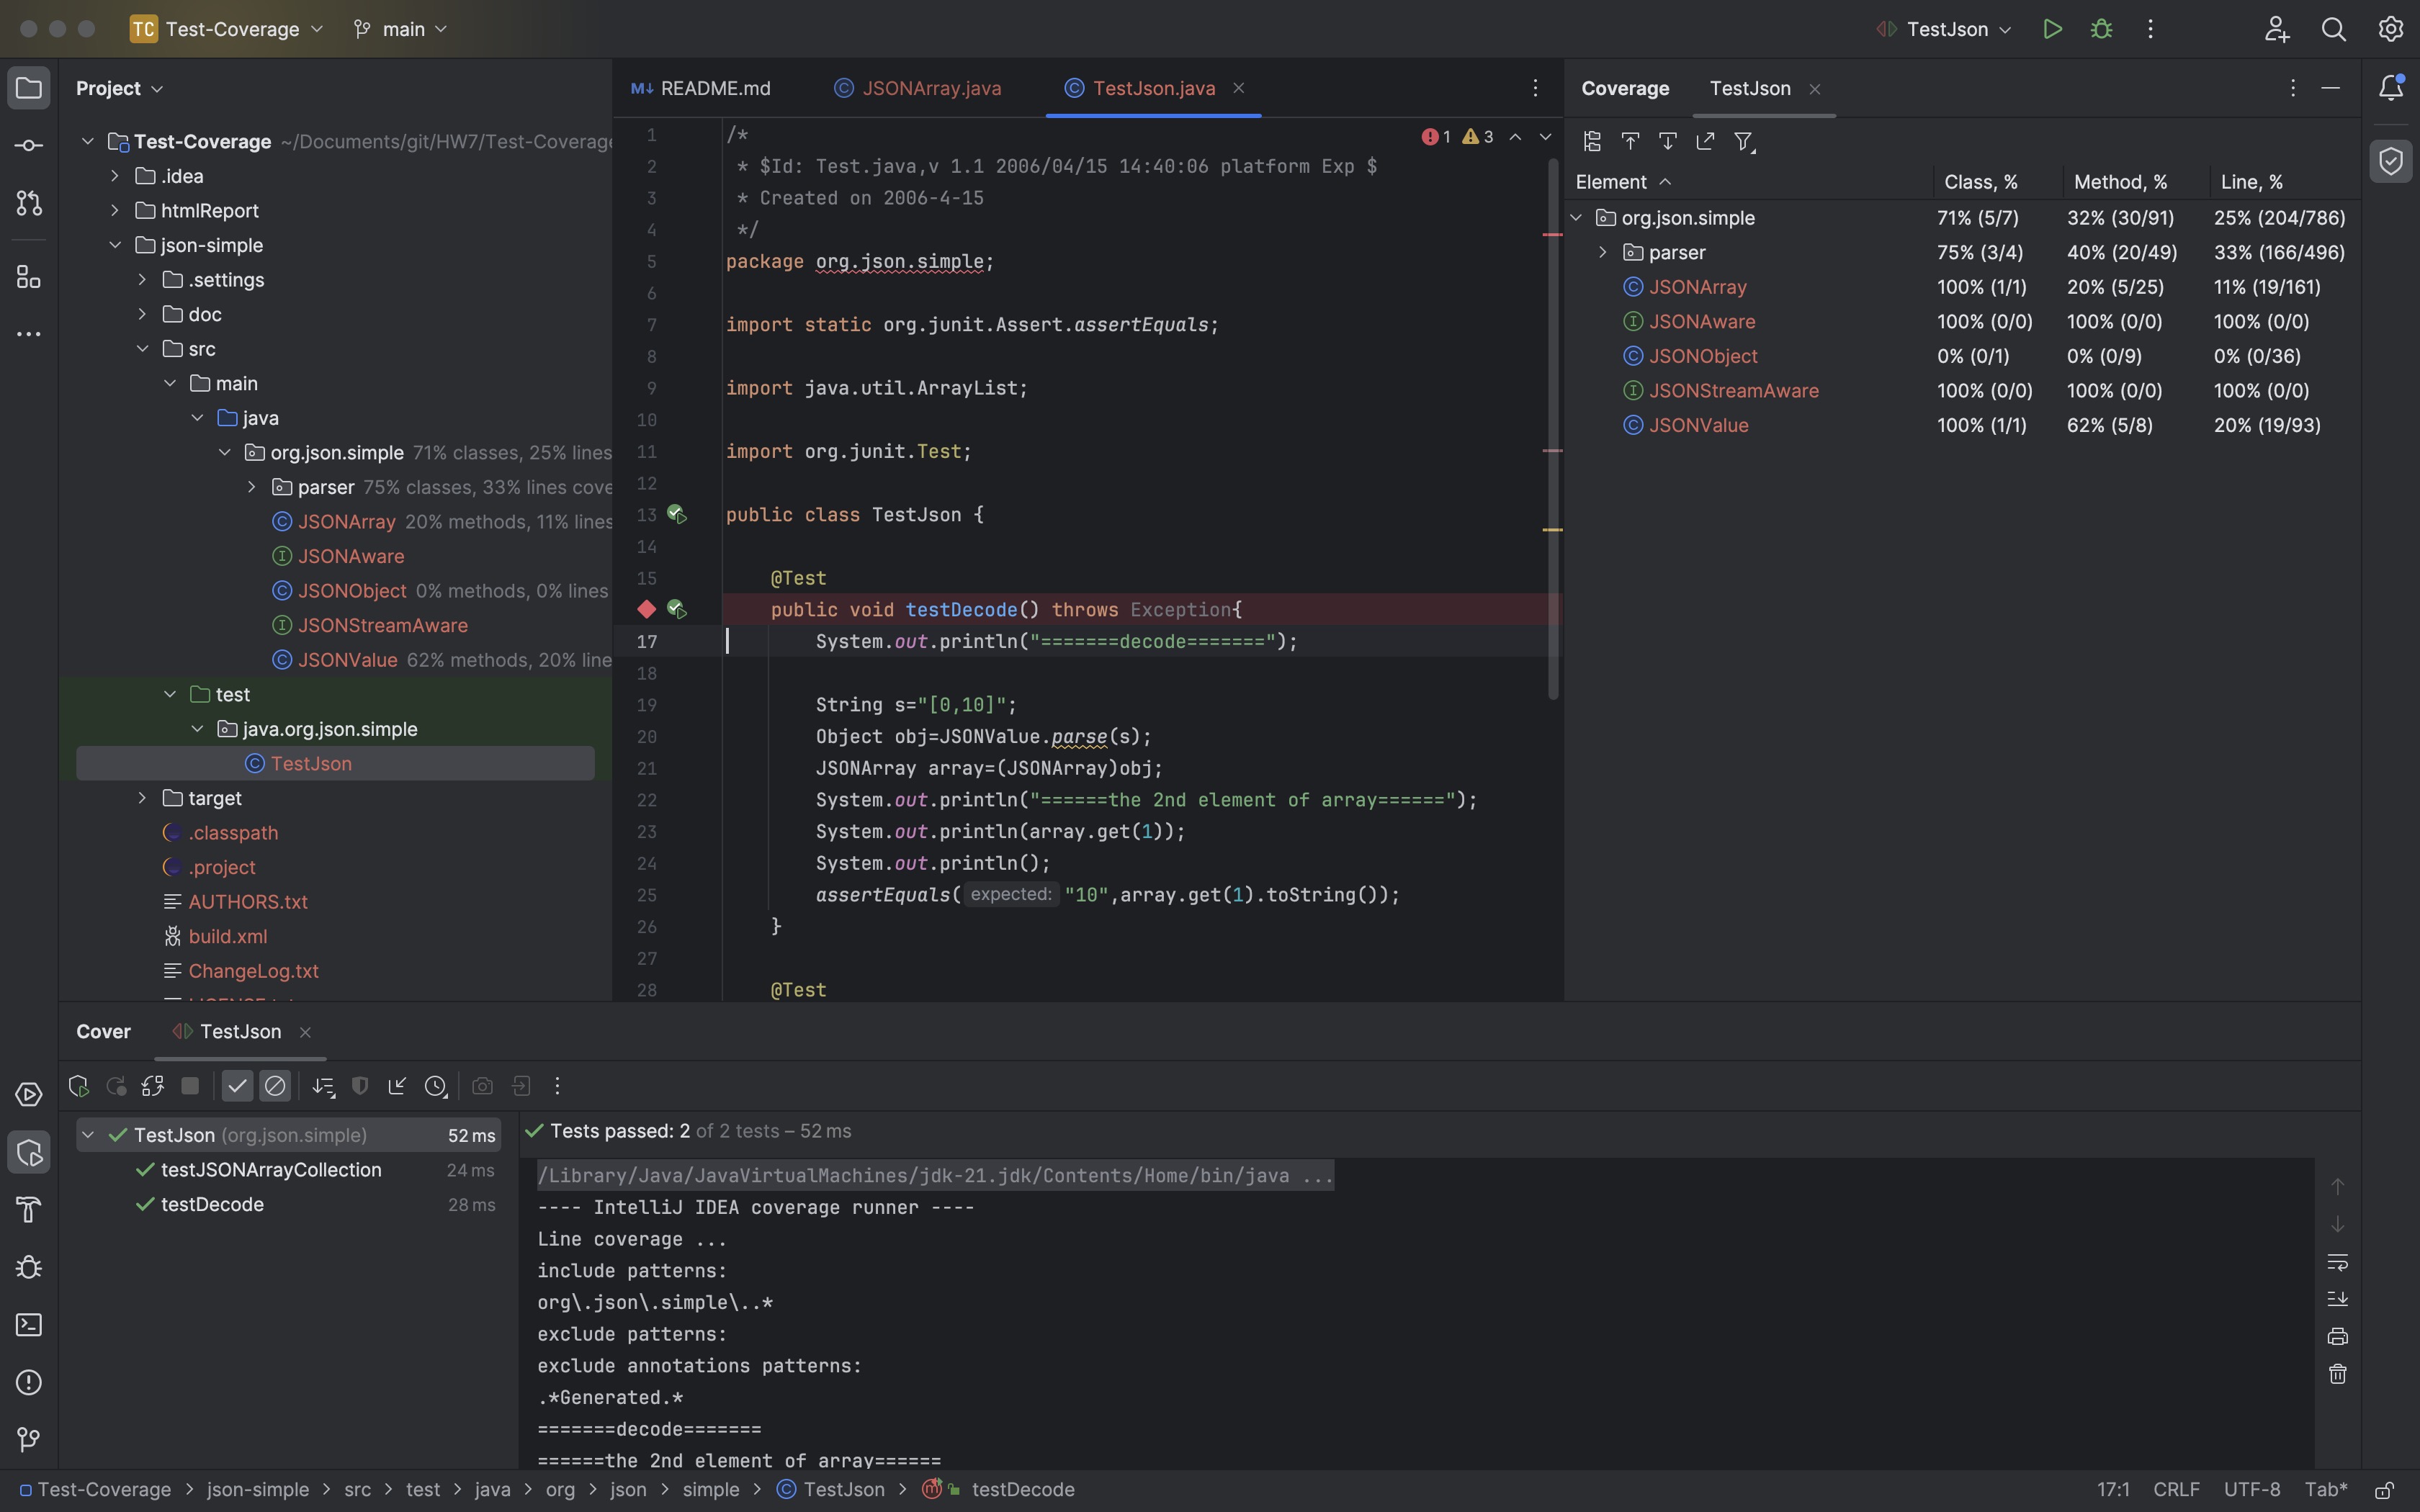 TC Test-Coverage main TestJson
Project
Test-Coverage ~/Documents/git/HW7/Test-Coverage
.idea
htmlReport
json-simple
.settings
doc
src
main
java
org.json.simple 71% classes, 25% lines
parser 75% classes, 33% lines cove
JSONArray 20% methods, 11% lines
JSONAware
JSONObject 0% methods, 0% lines
JSONStreamAware
JSONValue 62% methods, 20% line
test
java.org.json.simple
TestJson
target
.classpath
.project
AUTHORS.txt
build.xml
ChangeLog.txt
M↓ README.md JSONArray.java TestJson.java
1 3
1 /*
2 * $Id: Test.java,v 1.1 2006/04/15 14:40:06 platform Exp $
3 * Created on 2006-4-15
4 */
5 package org.json.simple;
6
7 import static org.junit.Assert.assertEquals;
8
9 import java.util.ArrayList;
10
11 import org.junit.Test;
12
13 public class TestJson {
14
15 @Test
public void testDecode() throws Exception{
17 System.out.println("=======decode=======");
18
19 String s="[0,10]";
20 Object obj=JSONValue.parse(s);
21 JSONArray array=(JSONArray)obj;
22 System.out.println("======the 2nd element of array======");
23 System.out.println(array.get(1));
24 System.out.println();
25 assertEquals( expected: "10",array.get(1).toString());
26 }
27
28 @Test
Coverage TestJson
Element Class, % Method, % Line, %
org.json.simple 71% (5/7) 32% (30/91) 25% (204/786)
parser 75% (3/4) 40% (20/49) 33% (166/496)
JSONArray 100% (1/1) 20% (5/25) 11% (19/161)
JSONAware 100% (0/0) 100% (0/0) 100% (0/0)
JSONObject 0% (0/1) 0% (0/9) 0% (0/36)
JSONStreamAware 100% (0/0) 100% (0/0) 100% (0/0)
JSONValue 100% (1/1) 62% (5/8) 20% (19/93)
Cover TestJson
TestJson (org.json.simple) 52 ms
testJSONArrayCollection 24 ms
testDecode 28 ms
Tests passed: 2 of 2 tests – 52 ms
/Library/Java/JavaVirtualMachines/jdk-21.jdk/Contents/Home/bin/java ...
---- IntelliJ IDEA coverage runner ----
Line coverage ...
include patterns:
org\.json\.simple\..*
exclude patterns:
exclude annotations patterns:
.*Generated.*
=======decode=======
======the 2nd element of array======
Test-Coverage > json-simple > src > test > java > org > json > simple > TestJson > testDecode
17:1 CRLF UTF-8 Tab*